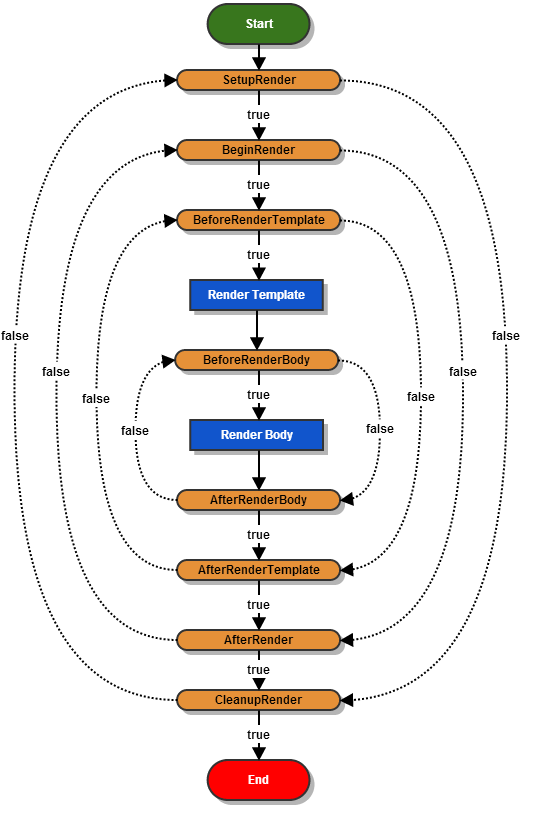 Start
SetupRender
true
BeginRender
true
BeforeRenderTemplate
true
Render Template
false
false
BeforeRenderBody
false
false
true
false
false
false
false
Render Body
AfterRenderBody
true
AfterRenderTemplate
true
AfterRender
true
CleanupRender
true
End